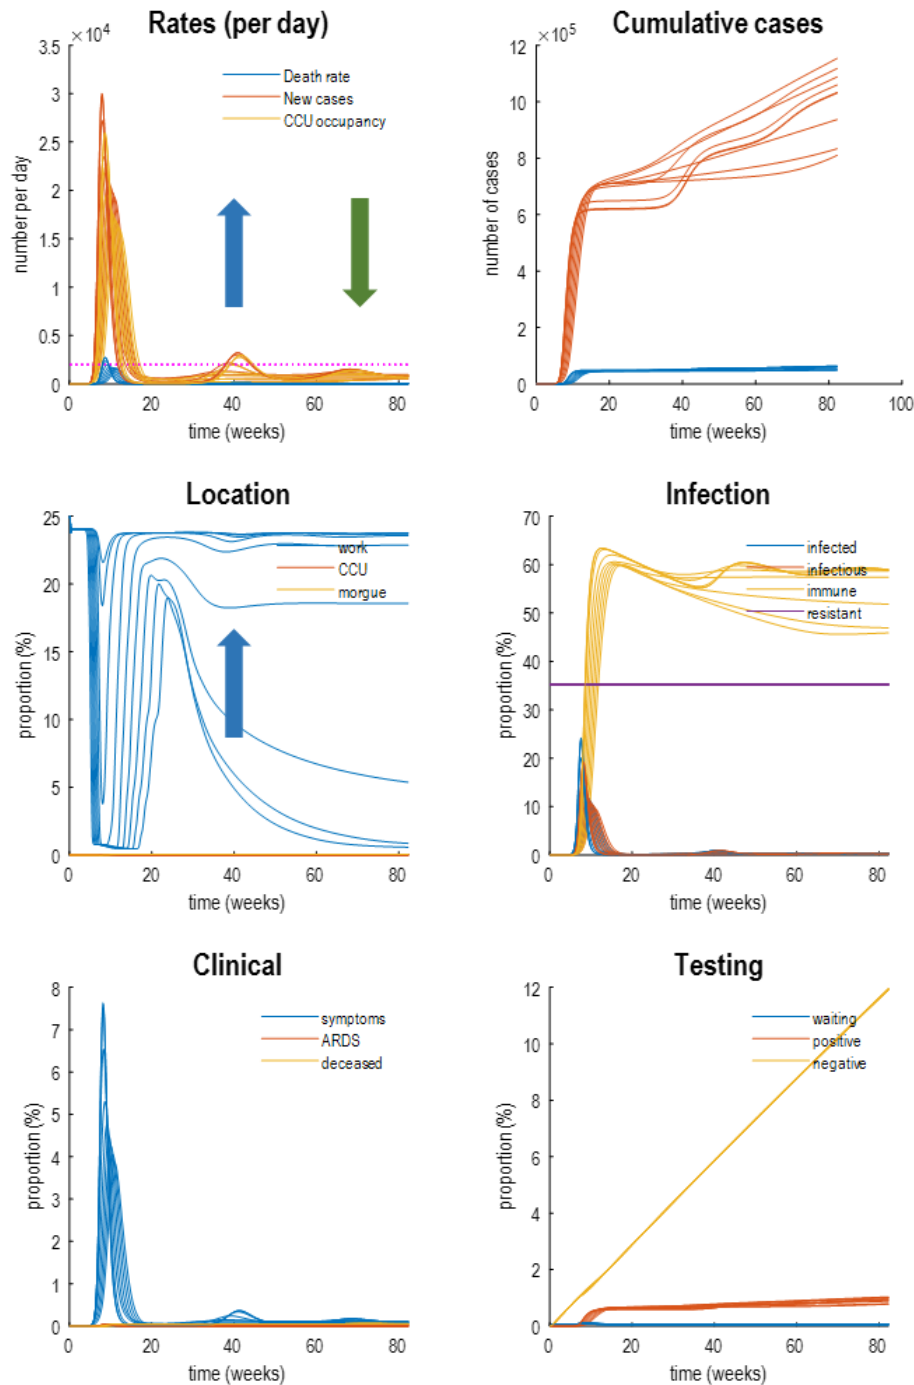 Rates (per day)
×10^4
3.5
3
2.5
2
1.5
1
0.5
0
number per day
Death rate
New cases
CCU occupancy
0 20 40 60 80
time (weeks)
Cumulative cases
×10^5
12
10
8
6
4
2
0
number of cases
0 20 40 60 80 100
time (weeks)
Location
25
20
15
10
5
0
proportion (%)
work
CCU
morgue
0 20 40 60 80
time (weeks)
Infection
70
60
50
40
30
20
10
0
proportion (%)
infected
infectious
immune
resistant
0 20 40 60 80
time (weeks)
Clinical
8
7
6
5
4
3
2
1
0
proportion (%)
symptoms
ARDS
deceased
0 20 40 60 80
time (weeks)
Testing
12
10
8
6
4
2
0
proportion (%)
waiting
positive
negative
0 20 40 60 80
time (weeks)